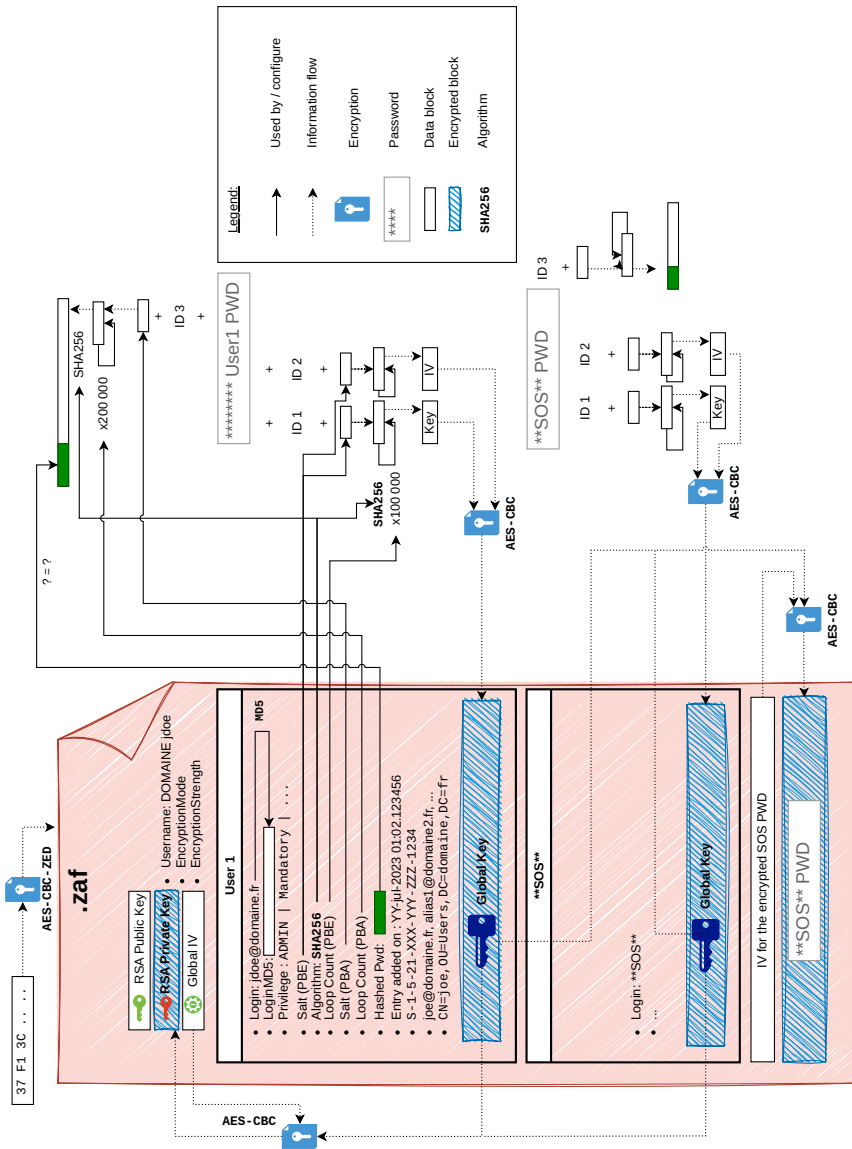 37 F1 3C .. .. ..
AES-CBC-ZED
.zaf
RSA Public Key
RSA Private Key
Global IV
• Username: DOMAINE jdoe
• EncryptionMode
• EncryptionStrength
AES-CBC
User 1
• Login: jdoe@domaine.fr
• LoginMD5:
MD5
• Privilege : ADMIN | Mandatory | ...
• Salt (PBE)
• Algorithm: SHA256
• Loop Count (PBE)
• Salt (PBA)
• Loop Count (PBA)
• Hashed Pwd:
• Entry added on : YY-jul-2023 01:02.123456
• S-1-5-21-XXX-YYY-ZZZ-1234
• joe@domaine.fr, alias1@domaine2.fr, ...
• CN=joe,OU=Users,DC=domaine,DC=fr
Global Key
**SOS**
• Login: **SOS**
• ...
Global Key
IV for the encrypted SOS PWD
**SOS** PWD
? = ?
SHA256
x200 000
+
ID 3
+
********* User1 PWD
+
+
ID 1
ID 2
+
+
SHA256
x100 000
Key
IV
AES-CBC
**SOS** PWD
+
ID 3
+
+
ID 1
ID 2
+
+
Key
IV
AES-CBC
AES-CBC
Legend:
Used by / configure
Information flow
Encryption
****
Password
Data block
Encrypted block
SHA256
Algorithm